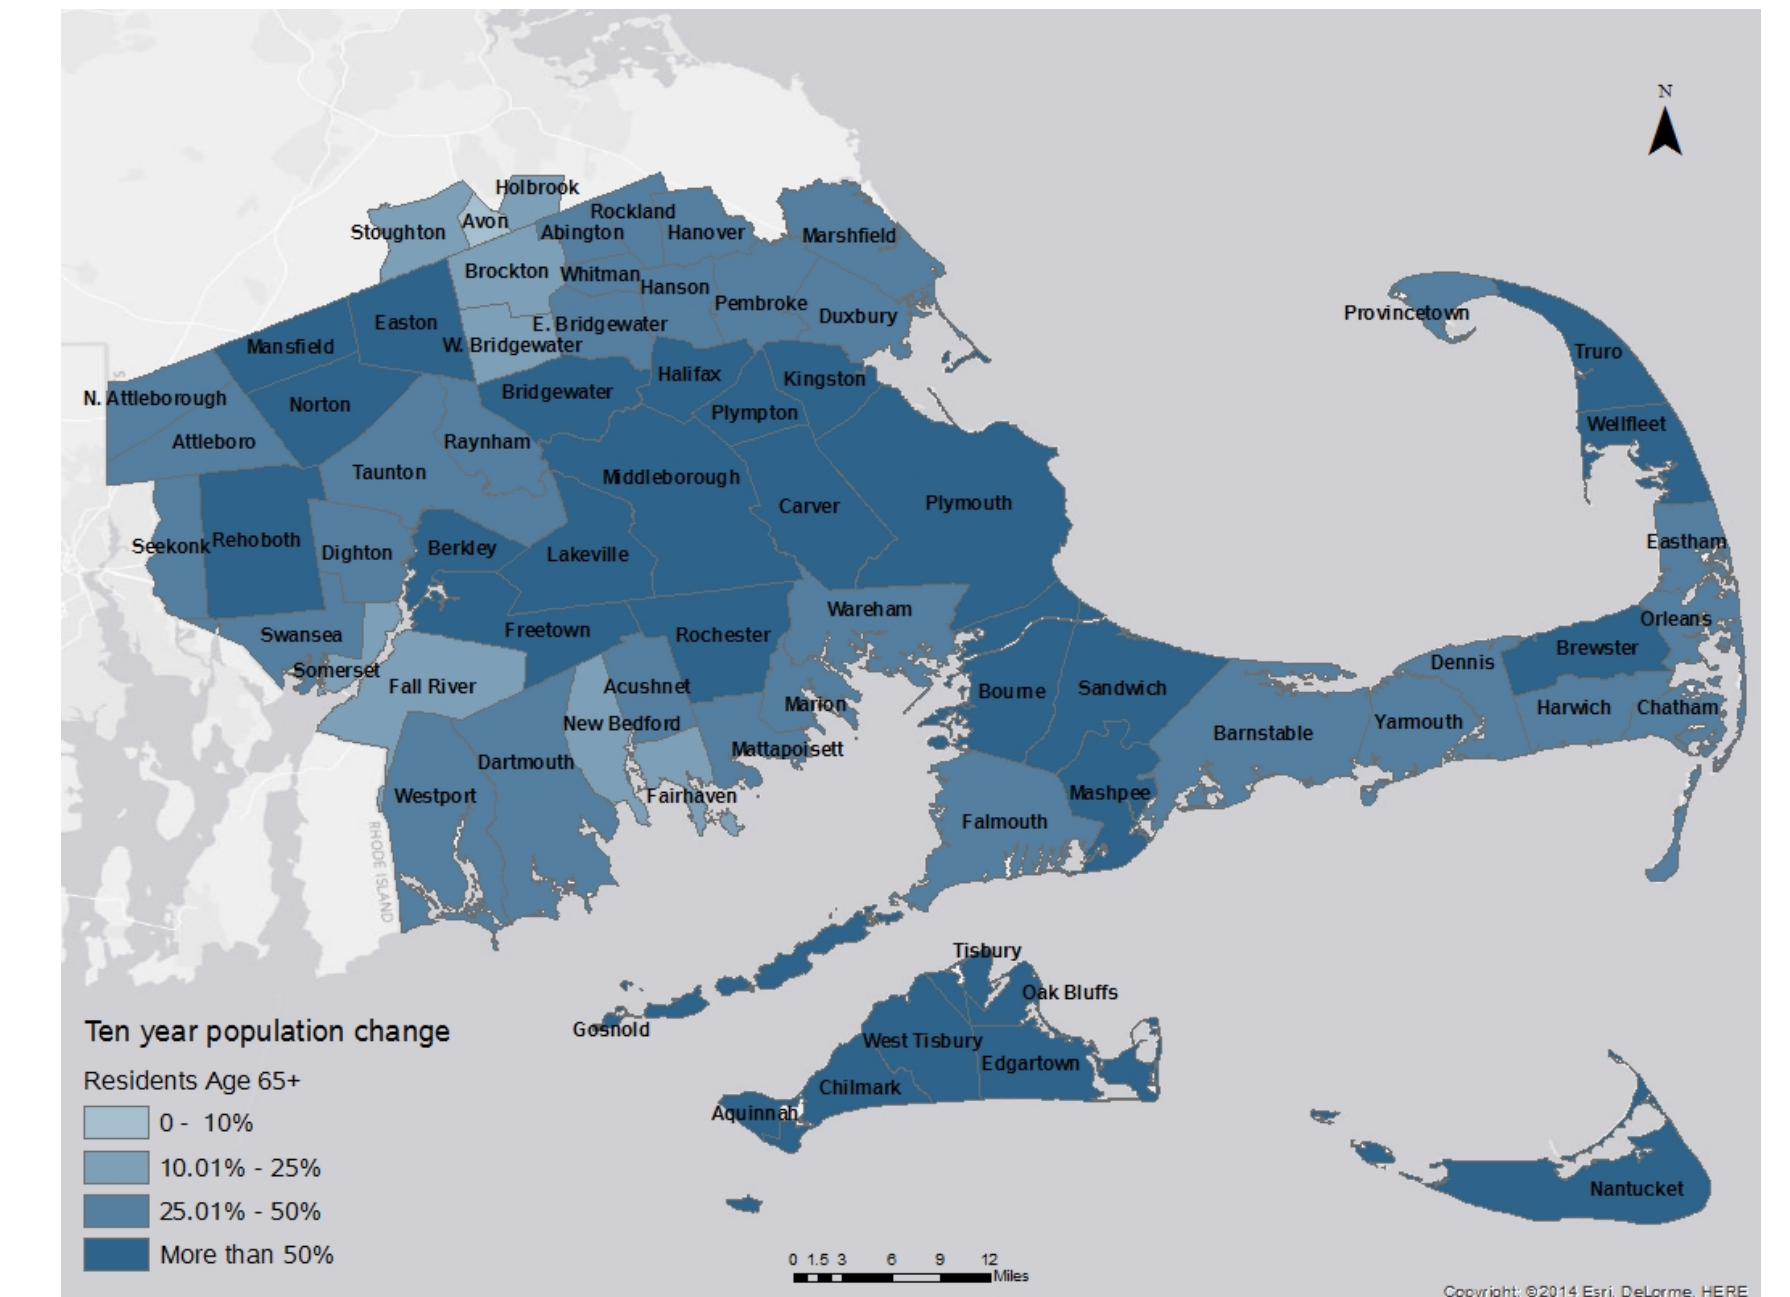 N
Holbrook
Rockland
Avon
Stoughton
Abington
Hanover
Marshfield
Brockton
Whitman
Hanson
Pembroke
Provincetown
Duxbury
Easton
E. Bridgewater
W. Bridgewater
Mansfield
Truro
Halifax
Kingston
Bridgewater
N. Attleborough
Norton
Plympton
Wellfleet
Attleboro
Raynham
Taunton
Middleborough
Carver
Plymouth
Seekonk
Rehoboth
Dighton
Berkley
Lakeville
Eastham
Wareham
Orleans
Swansea
Freetown
Rochester
Brewster
Dennis
Somerset
Fall River
Acushnet
Bourne
Sandwich
Marion
Harwich
Chatham
New Bedford
Yarmouth
Barnstable
Mattapoisett
Dartmouth
Westport
Fairhaven
Mashpee
Falmouth
RHODE ISLAND
Tisbury
Oak Bluffs
Gosnold
West Tisbury
Edgartown
Chilmark
Aquinnah
Nantucket
Ten year population change
Residents Age 65+
0 - 10%
10.01% - 25%
25.01% - 50%
More than 50%
0 1.5 3 6 9 12
Miles
Copyright: ©2014 Esri, DeLorme, HERE